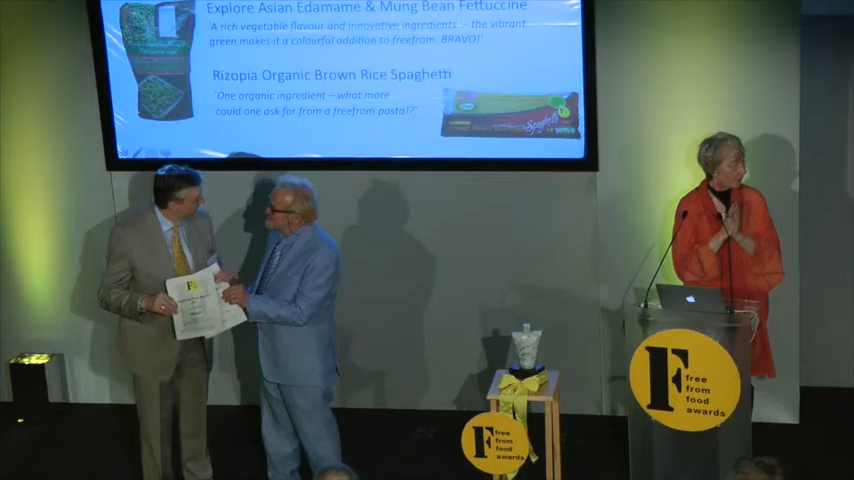 Explore Asian Edamame & Mung Bean Fettuccine
'A rich vegetable flavour and innovative ingredients – the vibrant
green makes it a colourful addition to freefrom. BRAVO!'
Rizopia Organic Brown Rice Spaghetti
'One organic ingredient – what more
could one ask for from a freefrom pasta!?'
Spaghetti
F
F free
from
food
awards
F free
from
food
awards